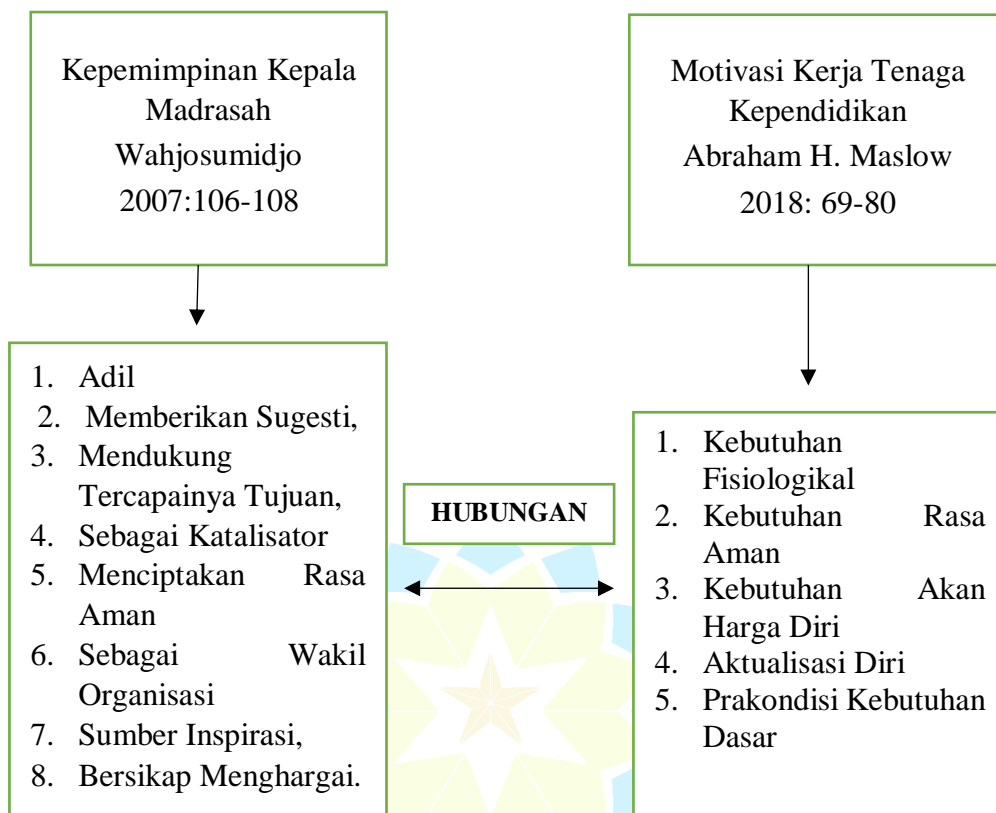 Kepemimpinan Kepala
Madrasah
Wahjosumidjo
2007:106-108
Motivasi Kerja Tenaga
Kependidikan
Abraham H. Maslow
2018: 69-80
1. Adil
2. Memberikan Sugesti,
3. Mendukung
Tercapainya Tujuan,
4. Sebagai Katalisator
5. Menciptakan Rasa
Aman
6. Sebagai Wakil
Organisasi
7. Sumber Inspirasi,
8. Bersikap Menghargai.
HUBUNGAN
1. Kebutuhan
Fisiologikal
2. Kebutuhan Rasa
Aman
3. Kebutuhan Akan
Harga Diri
4. Aktualisasi Diri
5. Prakondisi Kebutuhan
Dasar